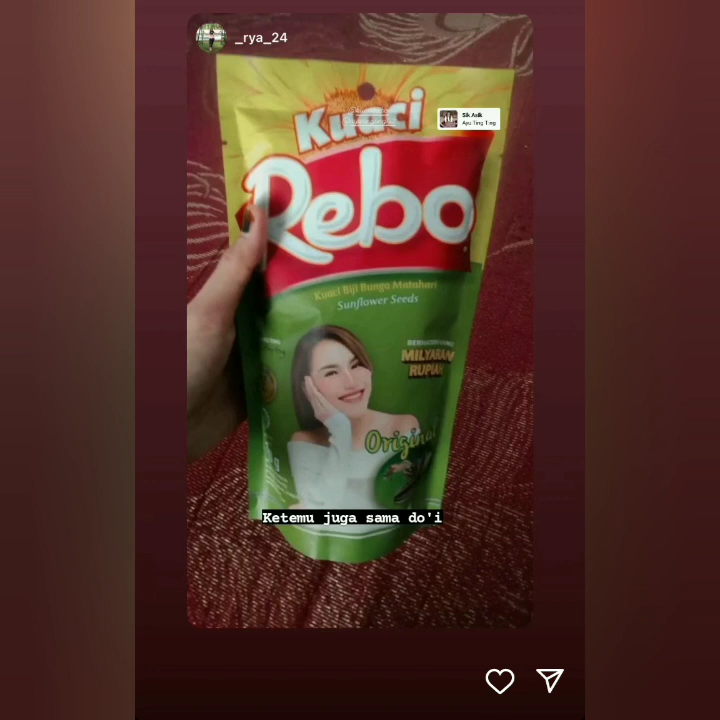 _rya_24
Kuaci
Sik Asik
Ayu Ting Ting
Rebo
Kuaci Biji Bunga Matahari
Sunflower Seeds
BERHADIAH
MILYARAN
RUPIAH
Original
Ketemu juga sama do'i